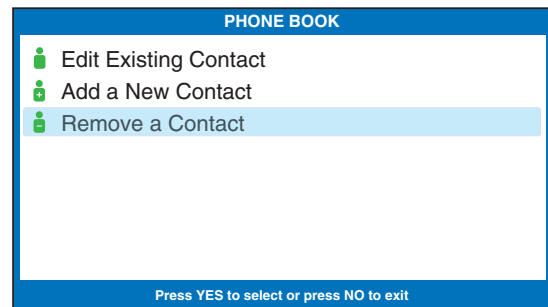 PHONE BOOK
Edit Existing Contact
Add a New Contact
Remove a Contact
Press YES to select or press NO to exit